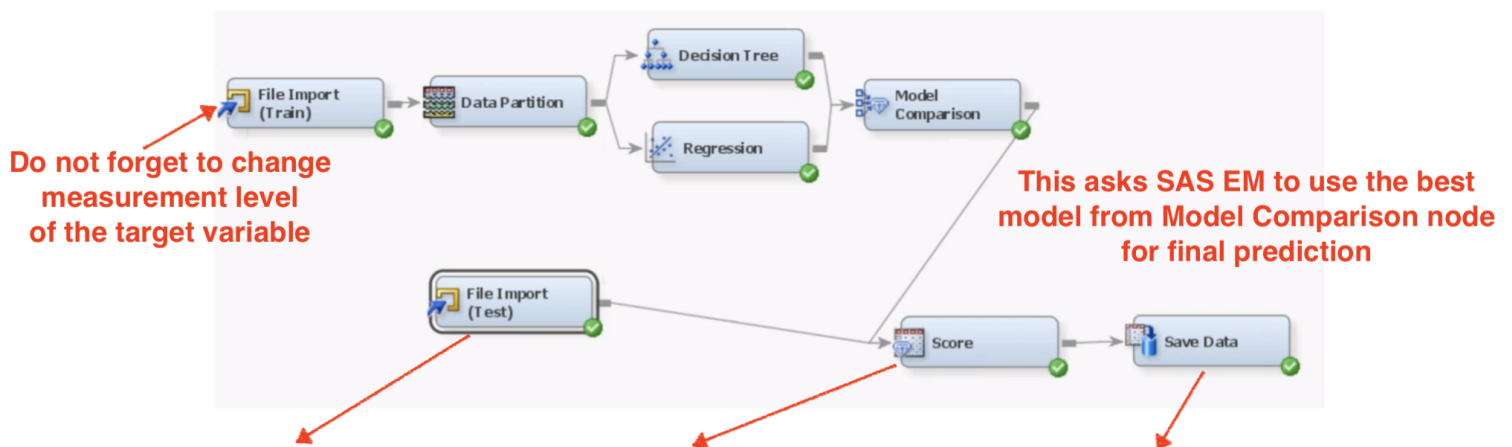 Decision Tree
File Import
(Train)
Data Partition
Model
Comparison
Regression
Do not forget to change
measurement level
of the target variable
This asks SAS EM to use the best
model from Model Comparison node
for final prediction
File Import
(Test)
Score
Save Data